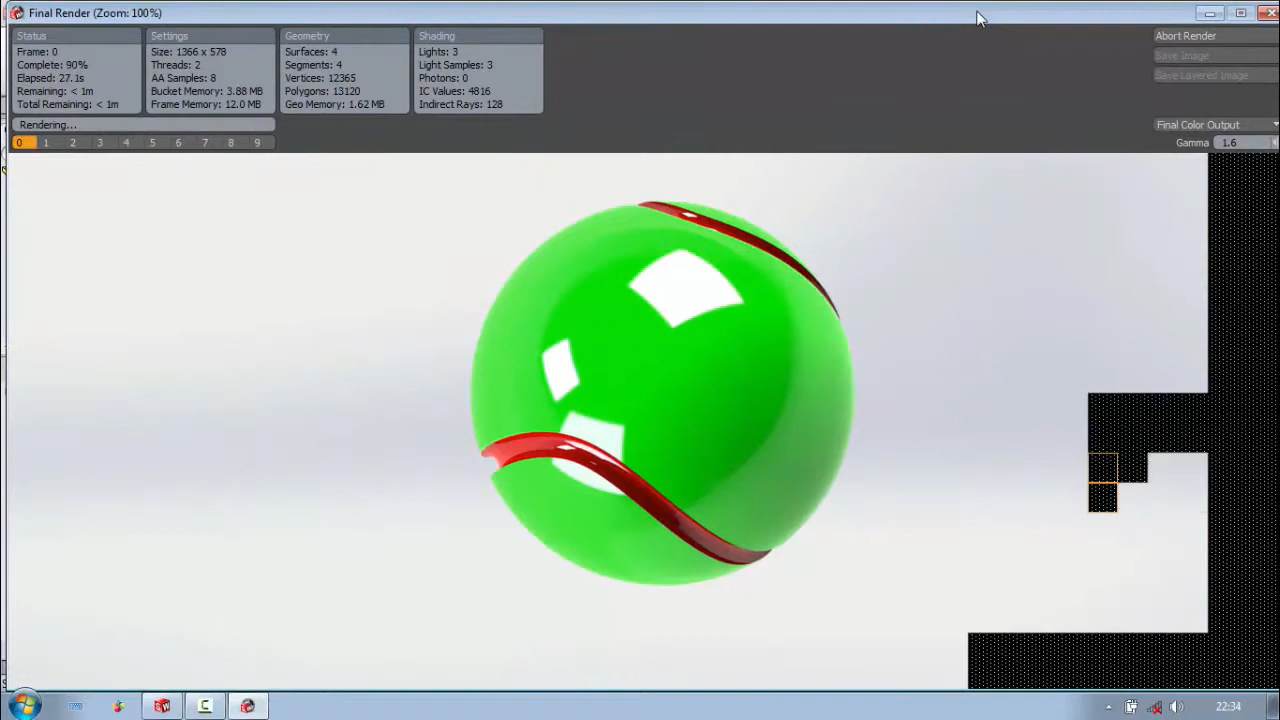 Final Render (Zoom: 100%)
Status
Frame: 0
Complete: 90%
Elapsed: 27.1s
Remaining: < 1m
Total Remaining: < 1m
Settings
Size: 1366 x 578
Threads: 2
AA Samples: 8
Bucket Memory: 3.88 MB
Frame Memory: 12.0 MB
Geometry
Surfaces: 4
Segments: 4
Vertices: 12365
Polygons: 13120
Geo Memory: 1.62 MB
Shading
Lights: 3
Light Samples: 3
Photons: 0
IC Values: 4816
Indirect Rays: 128
Abort Render
Save Image
Save Layered Image
Rendering...
Final Color Output
0 1 2 3 4 5 6 7 8 9
Gamma 1.6
22:34